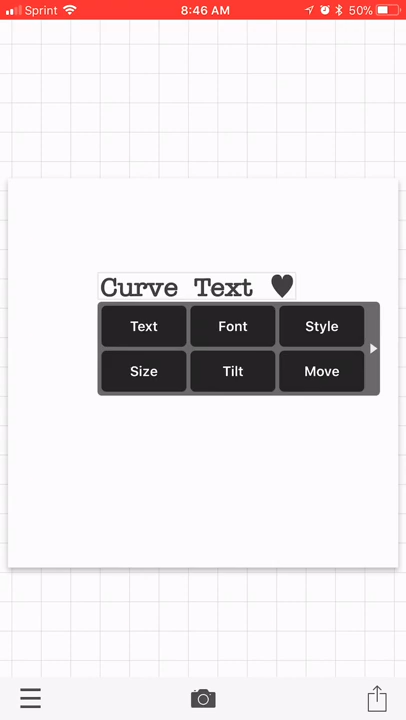 Sprint 8:46 AM 50%
Curve Text ♥
Text Font Style
Size Tilt Move